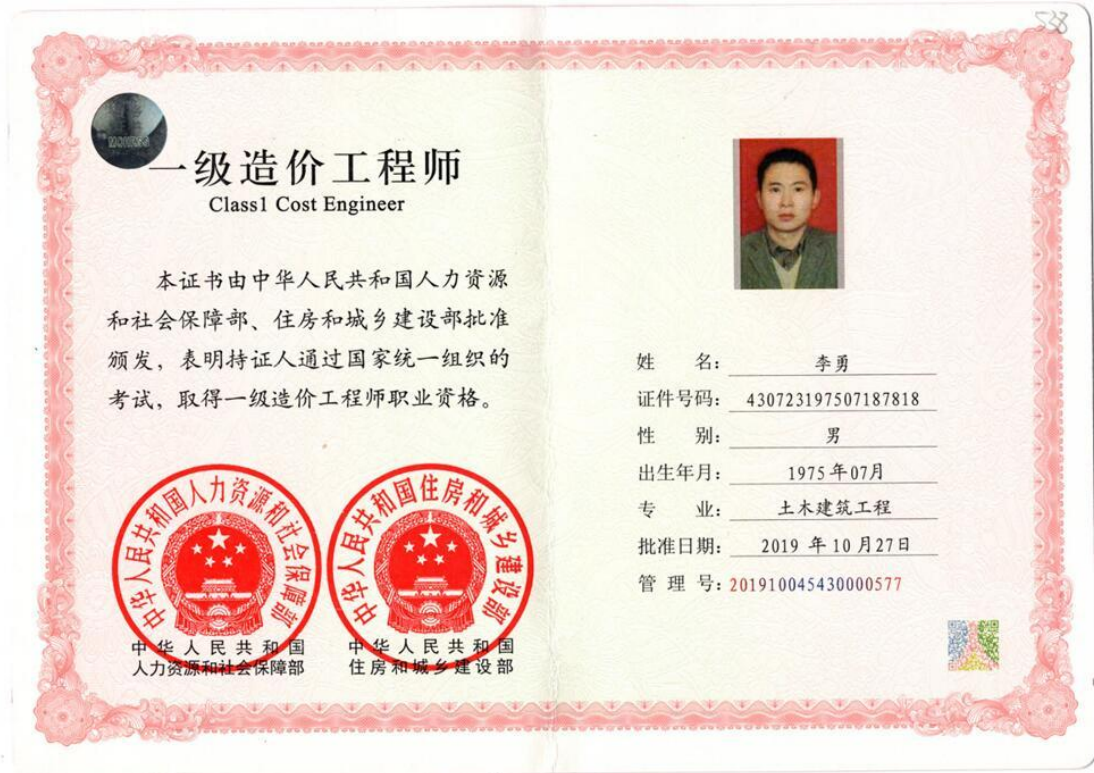 538
一级造价工程师
Class1 Cost Engineer
本证书由中华人民共和国人力资源
和社会保障部、住房和城乡建设部批准
颁发，表明持证人通过国家统一组织的
考试，取得一级造价工程师职业资格。
中华人民共和国人力资源和社会保障部
中华人民共和国住房和城乡建设部
中华人民共和国
人力资源和社会保障部
中华人民共和国
住房和城乡建设部
姓 名：李勇
证件号码：430723197507187818
性 别：男
出生年月：1975年07月
专 业：土木建筑工程
批准日期：2019 年 10 月27日
管 理 号：201910045430000577